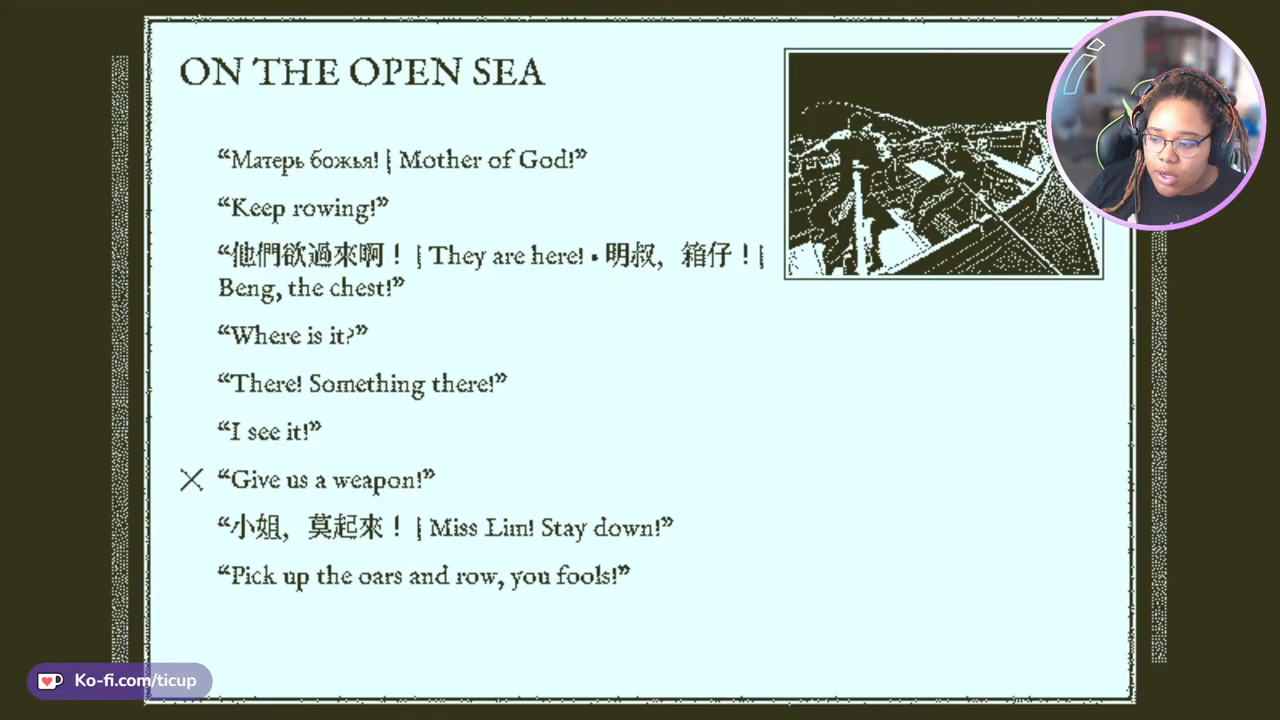 ON THE OPEN SEA
“Матерь божья! | Mother of God!”
“Keep rowing!”
“他們欲過來啊！ | They are here! • 明叔，箱仔！|
Beng, the chest!”
“Where is it?”
“There! Something there!”
“I see it!”
“Give us a weapon!”
“小姐，莫起來！ | Miss Lim! Stay down!”
“Pick up the oars and row, you fools!”
Ko-fi.com/ticup